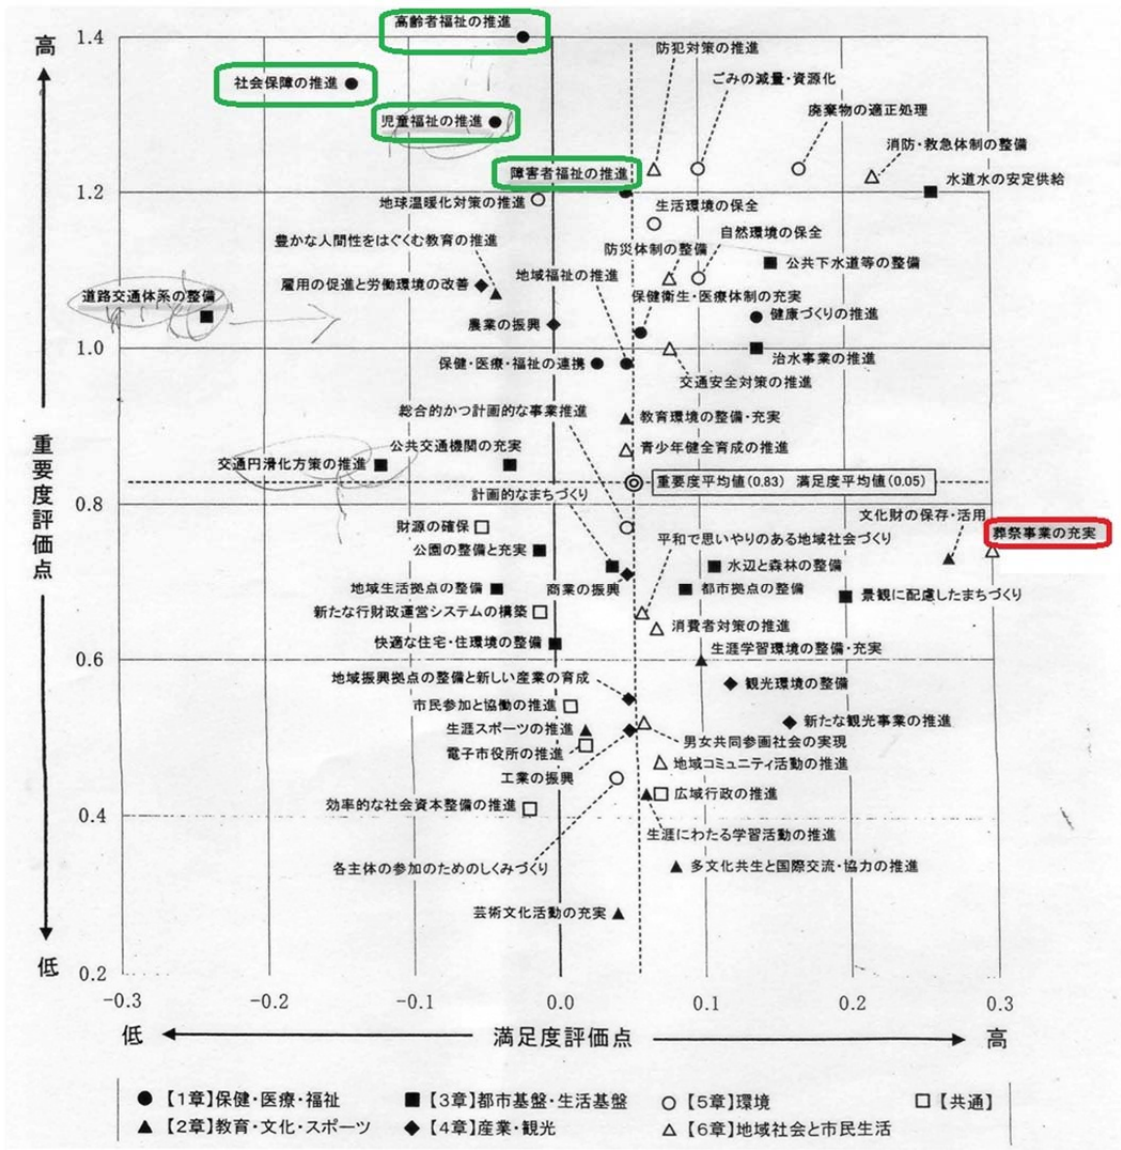 高齢者福祉の推進
高
1.4
防犯対策の推進
ごみの減量・資源化
社会保障の推進
廃棄物の適正処理
児童福祉の推進
消防・救急体制の整備
障害者福祉の推進
水道水の安定供給
1.2
地球温暖化対策の推進
生活環境の保全
自然環境の保全
豊かな人間性をはぐくむ教育の推進
防災体制の整備
公共下水道等の整備
地域福祉の推進
雇用の促進と労働環境の改善
道路交通体系の整備
保健衛生・医療体制の充実
健康づくりの推進
農業の振興
1.0
治水事業の推進
保健・医療・福祉の連携
交通安全対策の推進
総合的かつ計画的な事業推進
教育環境の整備・充実
公共交通機関の充実
青少年健全育成の推進
交通円滑化方策の推進
重要度平均値(0.83) 満足度平均値(0.05)
計画的なまちづくり
0.8
重要度評価点
文化財の保存・活用
葬祭事業の充実
財源の確保
平和で思いやりのある地域社会づくり
公園の整備と充実
水辺と森林の整備
地域生活拠点の整備
商業の振興
都市拠点の整備
景観に配慮したまちづくり
新たな行財政運営システムの構築
消費者対策の推進
快適な住宅・住環境の整備
生涯学習環境の整備・充実
0.6
地域振興拠点の整備と新しい産業の育成
観光環境の整備
市民参加と協働の推進
新たな観光事業の推進
生涯スポーツの推進
男女共同参画社会の実現
電子市役所の推進
地域コミュニティ活動の推進
工業の振興
広域行政の推進
効率的な社会資本整備の推進
0.4
生涯にわたる学習活動の推進
各主体の参加のためのしくみづくり
多文化共生と国際交流・協力の推進
芸術文化活動の充実
低
0.2
-0.3 -0.2 -0.1 0.0 0.1 0.2 0.3
低 満足度評価点 高
●【1章】保健・医療・福祉 ■【3章】都市基盤・生活基盤 ○【5章】環境 □【共通】
▲【2章】教育・文化・スポーツ ◆【4章】産業・観光 △【6章】地域社会と市民生活